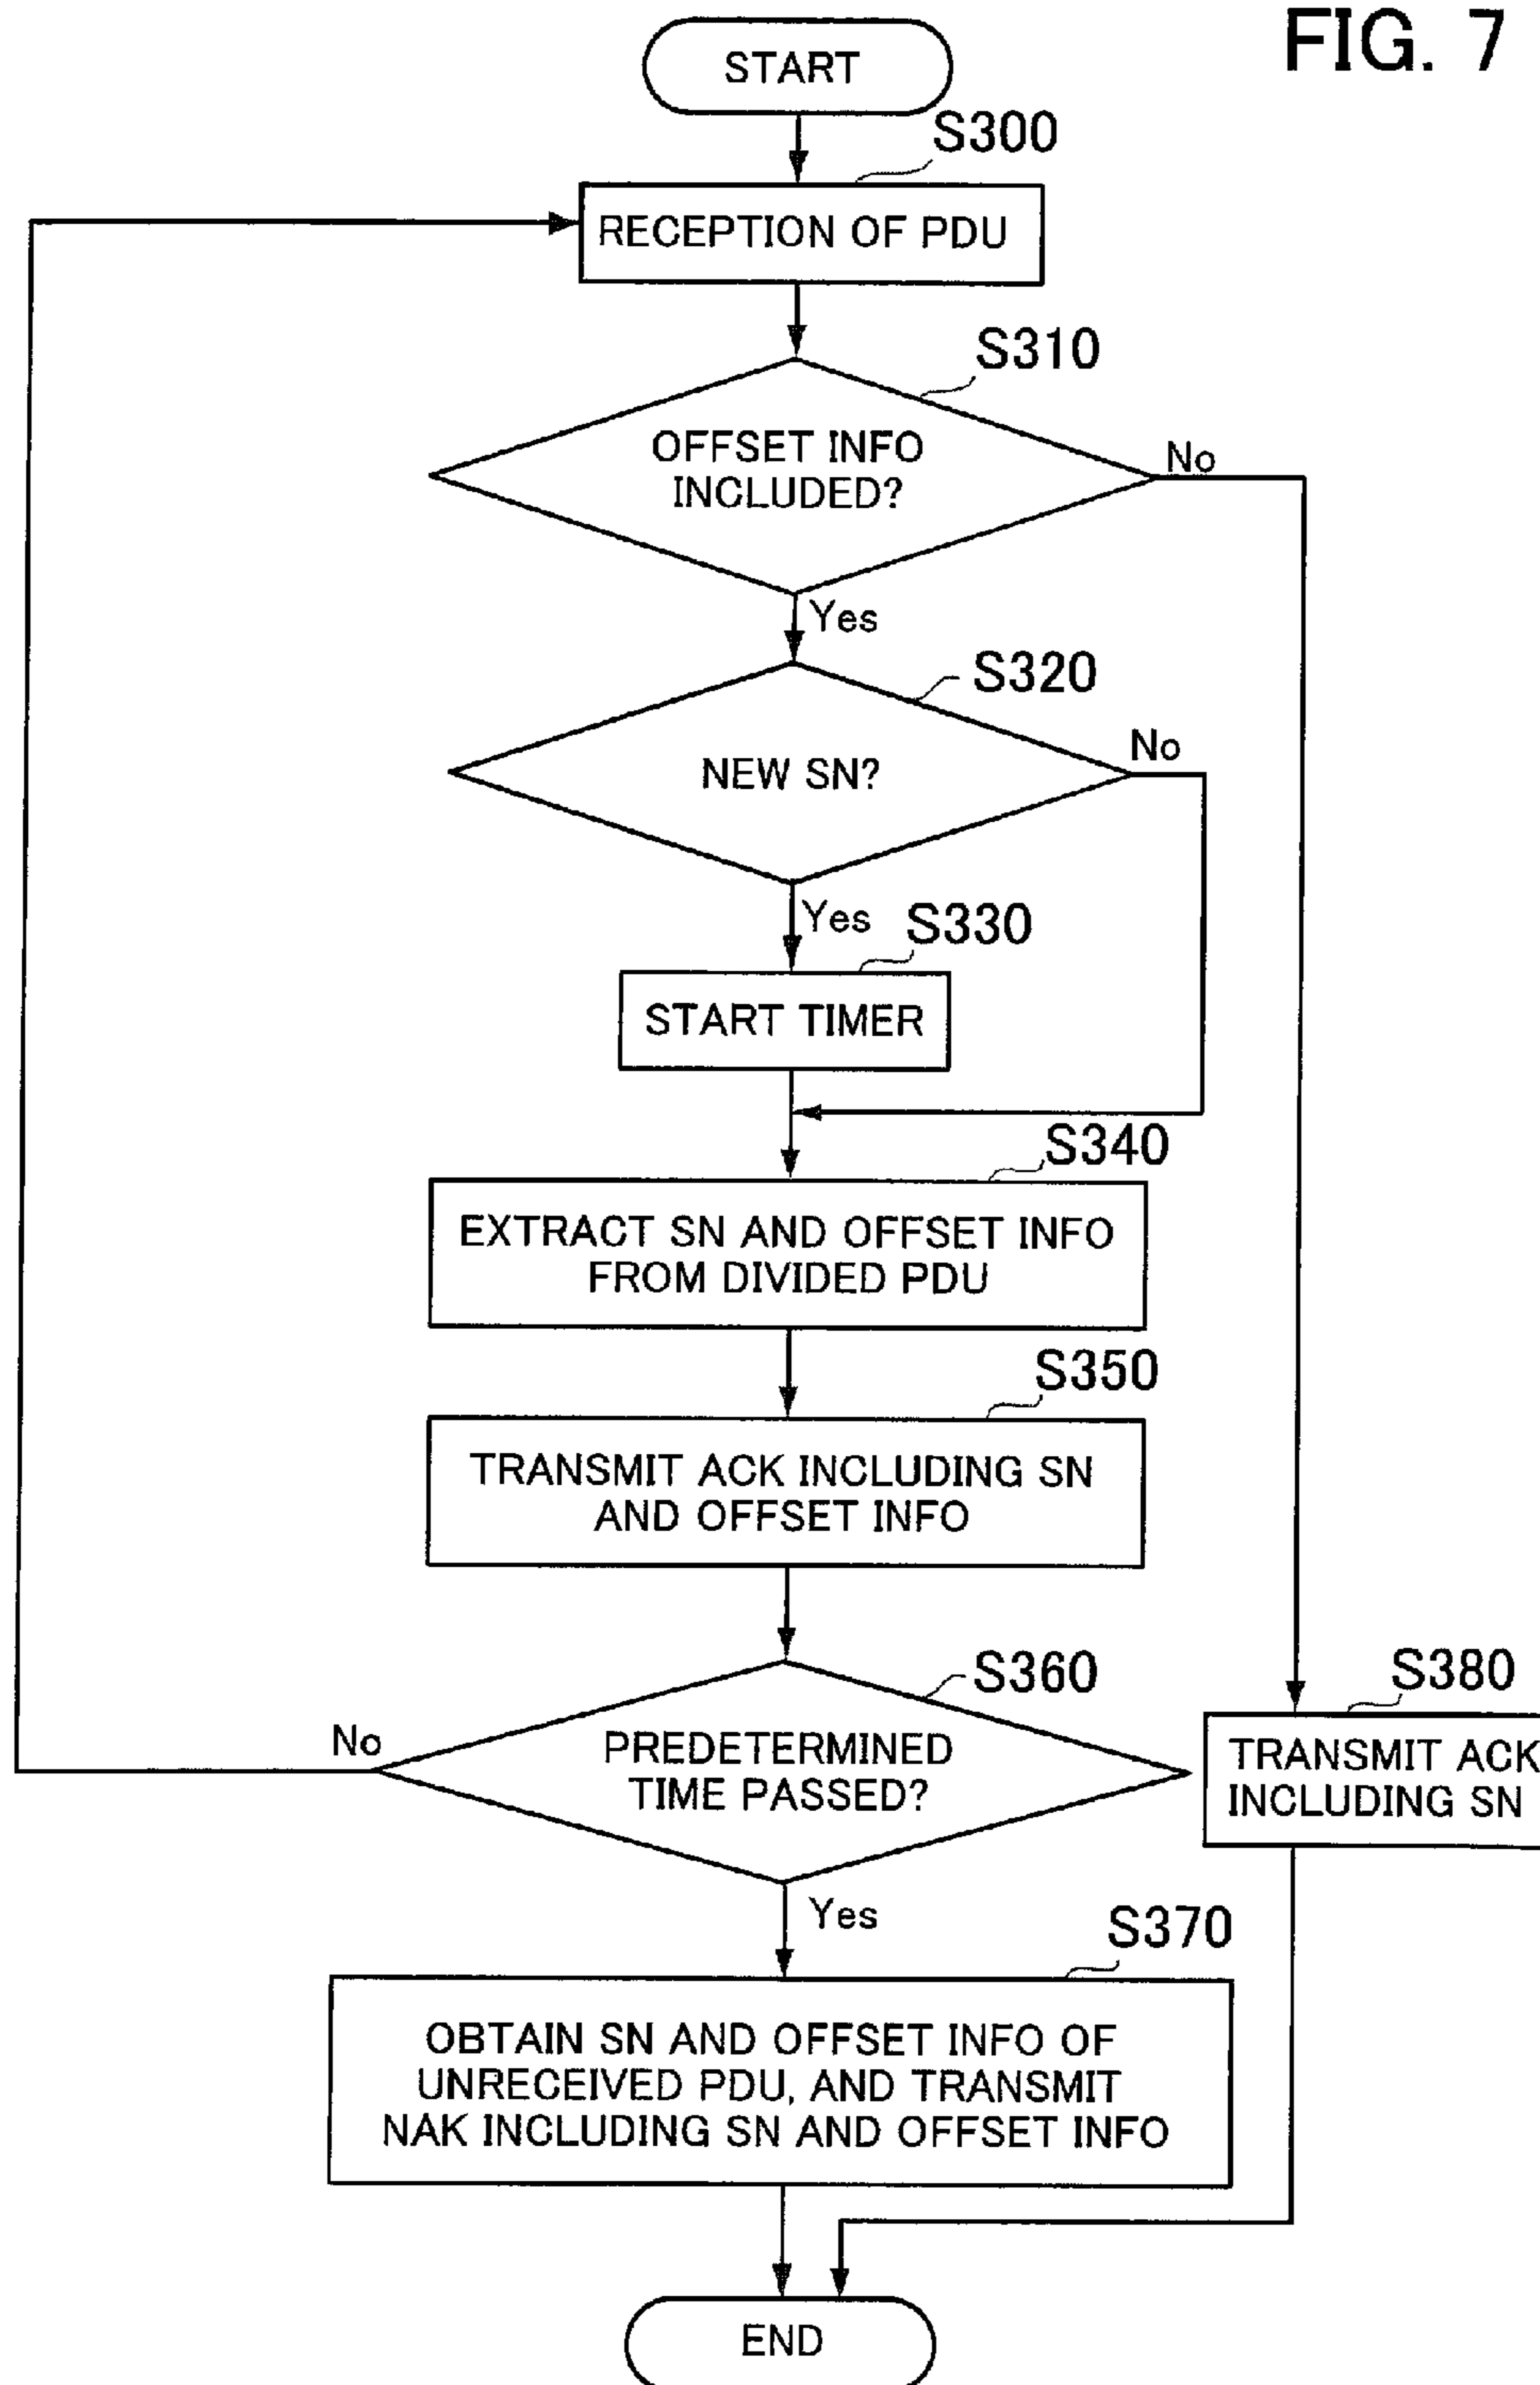 FIG. 7
START
S300
RECEPTION OF PDU
S310
OFFSET INFO
INCLUDED?
No
Yes
S320
NEW SN?
No
Yes
S330
START TIMER
S340
EXTRACT SN AND OFFSET INFO
FROM DIVIDED PDU
S350
TRANSMIT ACK INCLUDING SN
AND OFFSET INFO
S360
PREDETERMINED
TIME PASSED?
No
Yes
S380
TRANSMIT ACK
INCLUDING SN
S370
OBTAIN SN AND OFFSET INFO OF
UNRECEIVED PDU, AND TRANSMIT
NAK INCLUDING SN AND OFFSET INFO
END